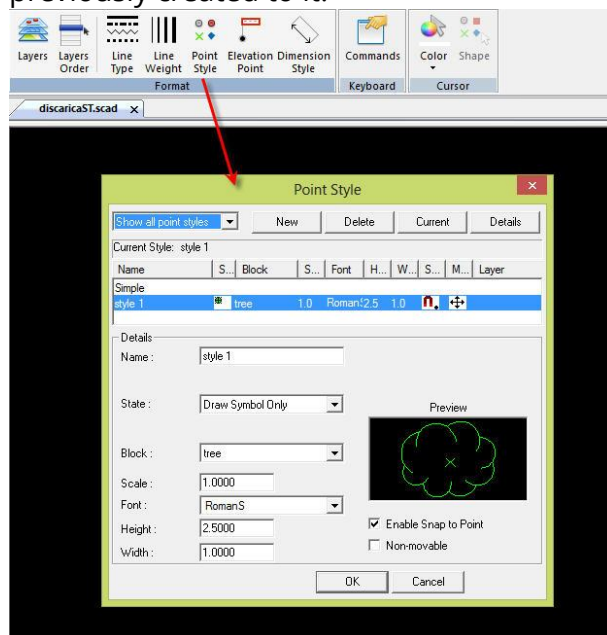 previously created to it.
Layers Layers Order Line Type Line Weight Point Style Elevation Point Dimension Style Commands Color Shape
Format Keyboard Cursor
discaricaST.scad x
Point Style x
Show all point styles New Delete Current Details
Current Style: style 1
Name S... Block S... Font H... W... S... M... Layer
Simple
style 1 tree 1.0 Roman! 2.5 1.0
Details
Name : style 1
State : Draw Symbol Only Preview
Block : tree
Scale : 1.0000
Font : RomanS
Height : 2.5000 Enable Snap to Point
Non-movable
Width : 1.0000
OK Cancel